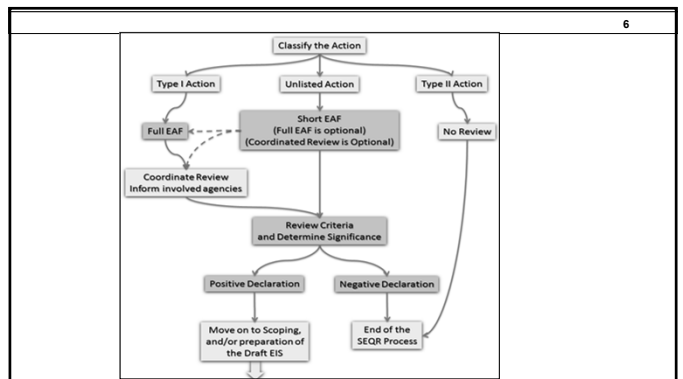 6
Classify the Action
Type I Action
Unlisted Action
Type II Action
Full EAF
Short EAF
(Full EAF is optional)
(Coordinated Review is Optional)
No Review
Coordinate Review
Inform involved agencies
Review Criteria
and Determine Significance
Positive Declaration
Negative Declaration
Move on to Scoping,
and/or preparation of
the Draft EIS
End of the
SEQR Process